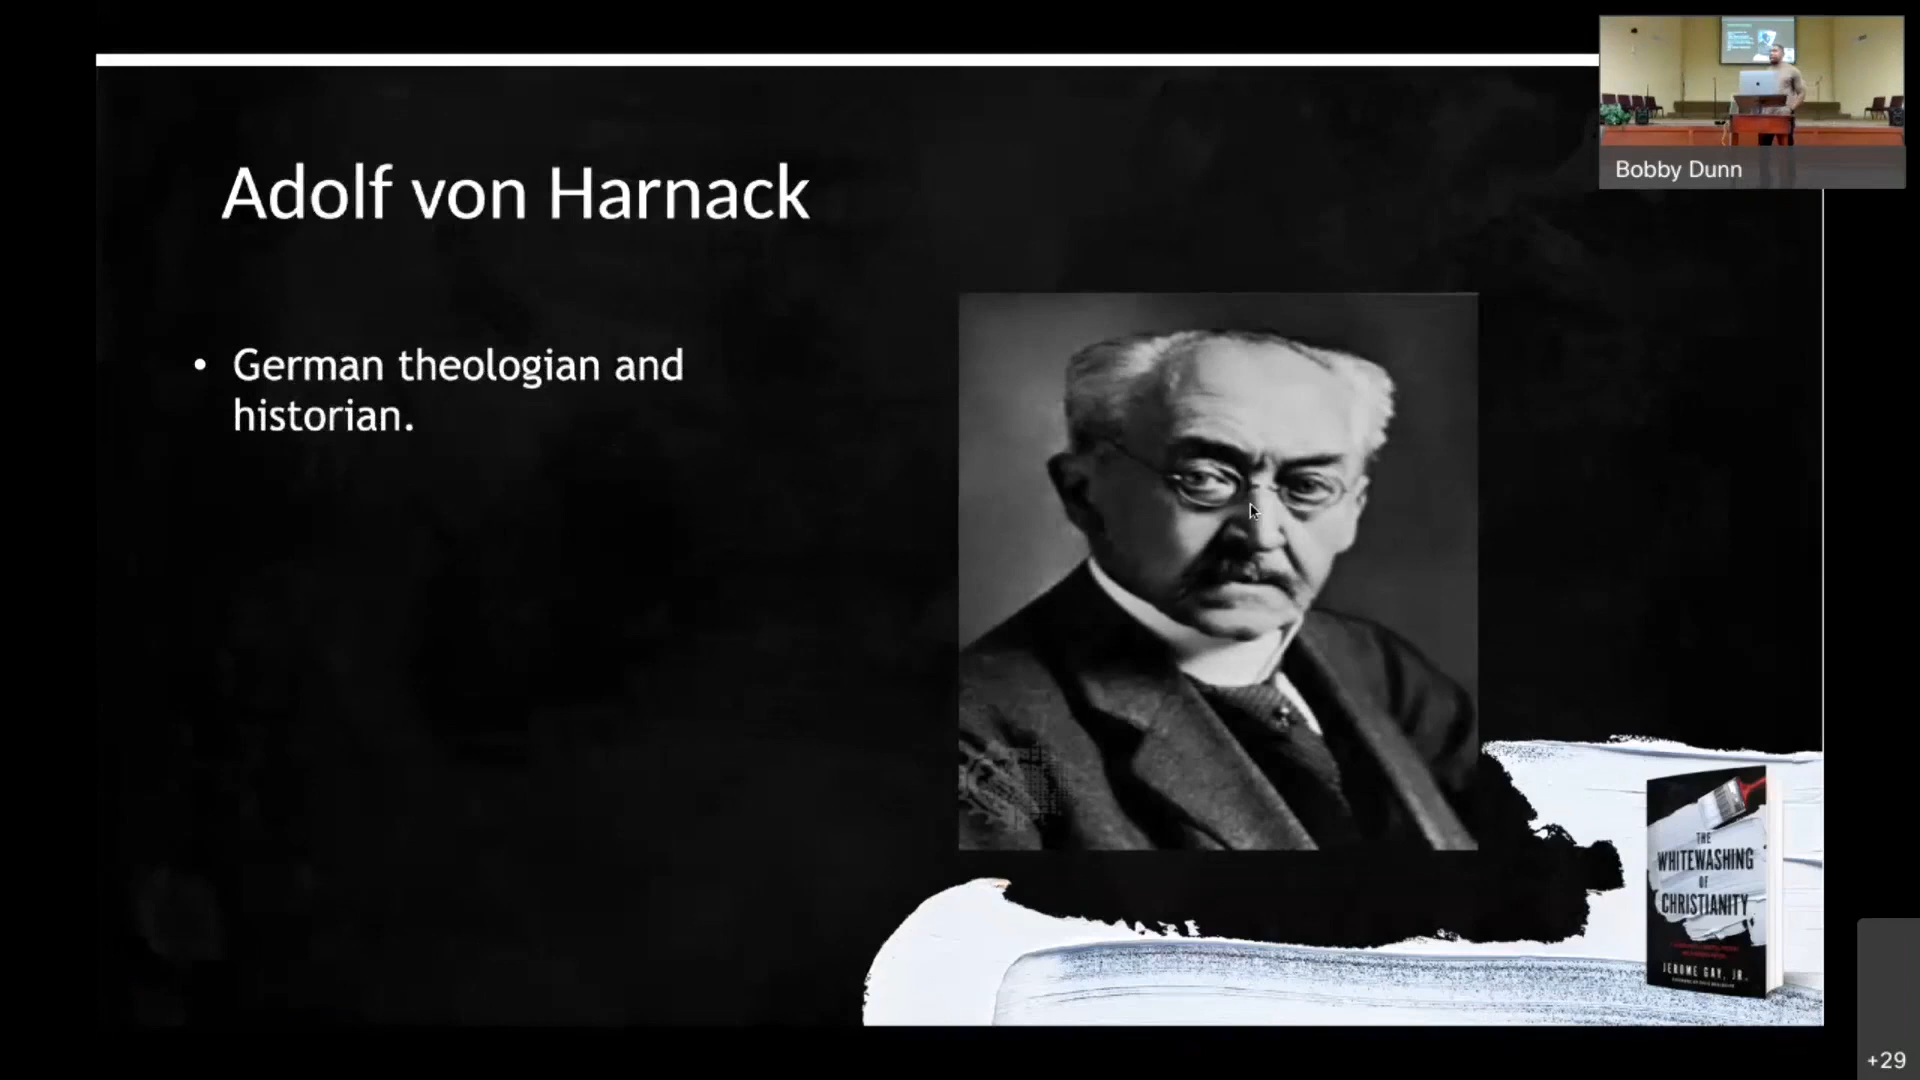 Bobby Dunn
Adolf von Harnack
• German theologian and
historian.
THE
WHITEWASHING
OF
CHRISTIANITY
JEROME GAY, JR.
+29